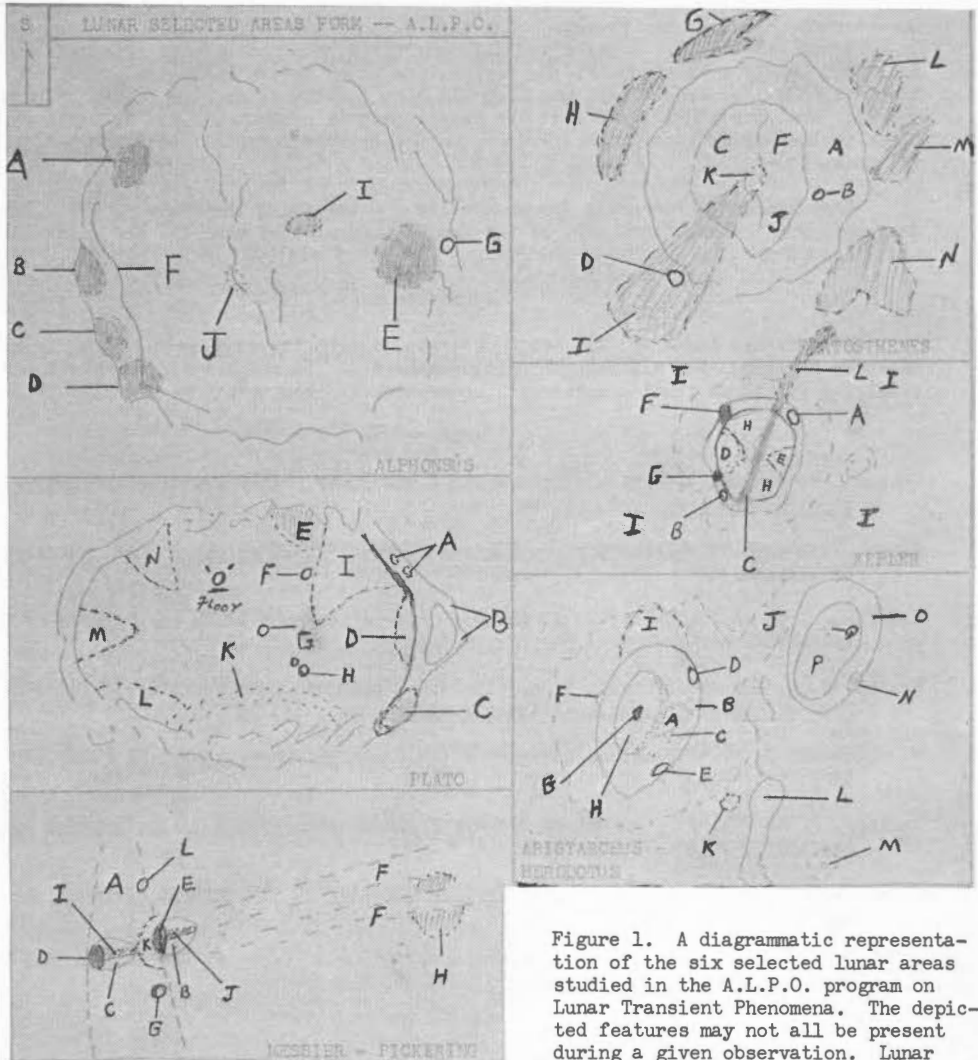 S
LUNAR SELECTED AREAS FORM -- A.L.P.O.
A
B
C
D
F
I
G
J
E
ALPHONSUS
G
L
H
C F A
M
K
B
J
D
N
I
ERATOSTHENES
I
L I
F
A
H
D
E
G
H
I
B
I
C
KEPLER
E
A
N
F
I
'O'
Floor
B
G
M
D
K
H
L
C
PLATO
I
J
O
D
P
F
B
A
N
C
G
H
E
L
K
M
ARISTARCHUS -
HERODOTUS
L
A
E
F
I
F
D
K
C
B
J
H
G
MESSIER - PICKERING
Figure 1. A diagrammatic representa-
tion of the six selected lunar areas
studied in the A.L.P.O. program on
Lunar Transient Phenomena. The depic-
ted features may not all be present
during a given observation. Lunar